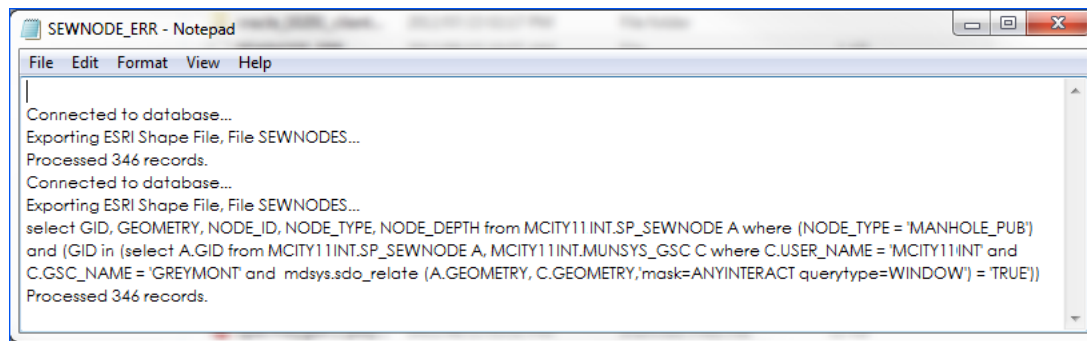 SEWNODE_ERR - Notepad
File Edit Format View Help
Connected to database...
Exporting ESRI Shape File, File SEWNODES...
Processed 346 records.
Connected to database...
Exporting ESRI Shape File, File SEWNODES...
select GID, GEOMETRY, NODE_ID, NODE_TYPE, NODE_DEPTH from MCITY11INT.SP_SEWNODE A where (NODE_TYPE = 'MANHOLE_PUB')
and (GID in (select A.GID from MCITY11INT.SP_SEWNODE A, MCITY11INT.MUNSYS_GSC C where C.USER_NAME = 'MCITY11INT' and
C.GSC_NAME = 'GREYMONT' and mdsys.sdo_relate (A.GEOMETRY, C.GEOMETRY,'mask=ANYINTERACT querytype=WINDOW') = 'TRUE'))
Processed 346 records.